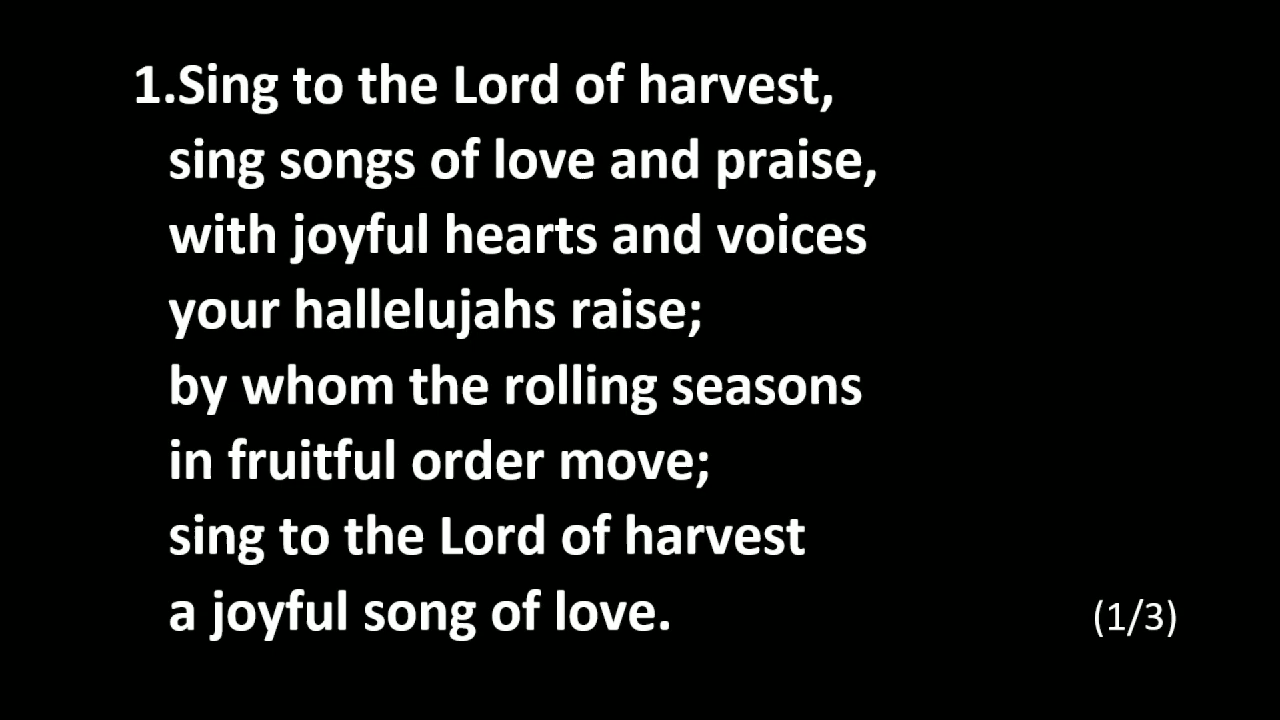 1.Sing to the Lord of harvest,
sing songs of love and praise,
with joyful hearts and voices
your hallelujahs raise;
by whom the rolling seasons
in fruitful order move;
sing to the Lord of harvest
a joyful song of love.
(1/3)